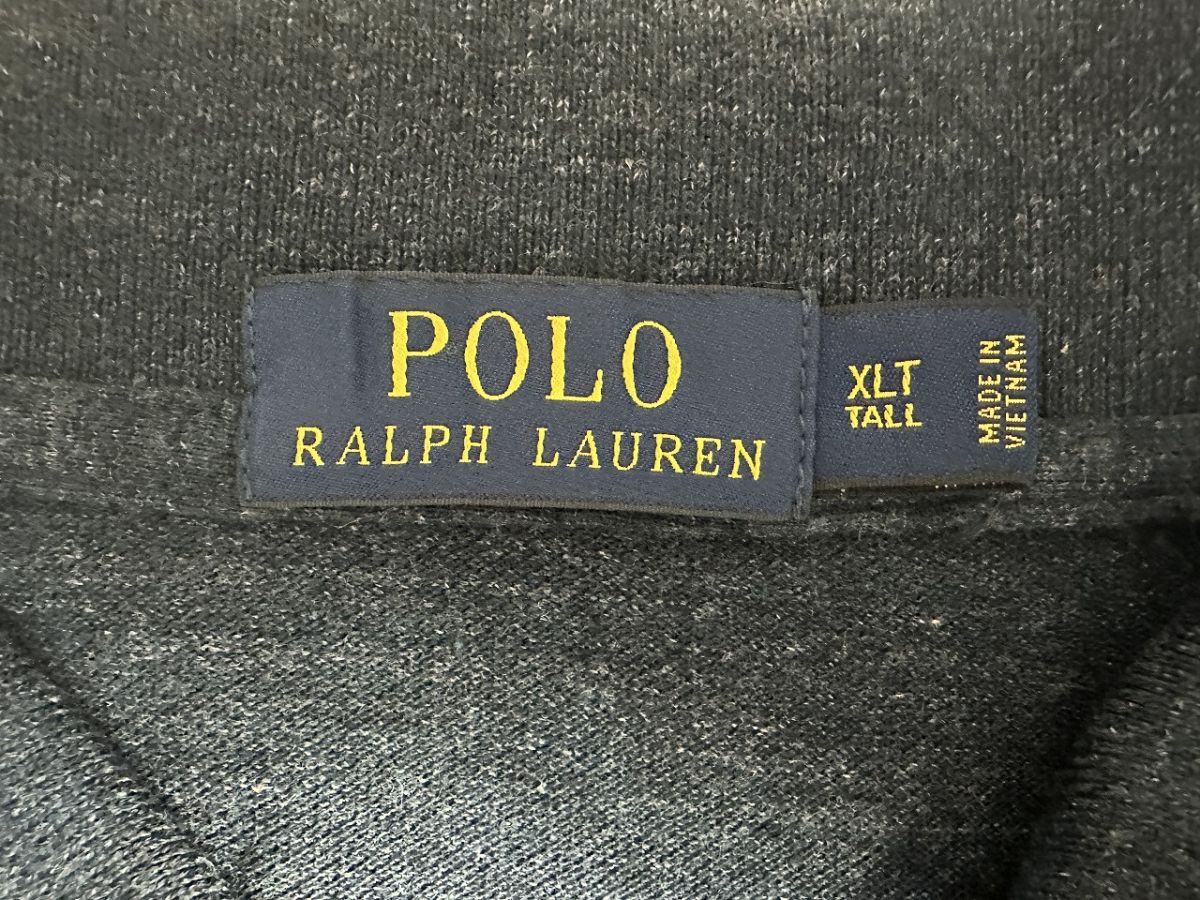 POLO
RALPH LAUREN
XLT
TALL
MADE IN
VIETNAM